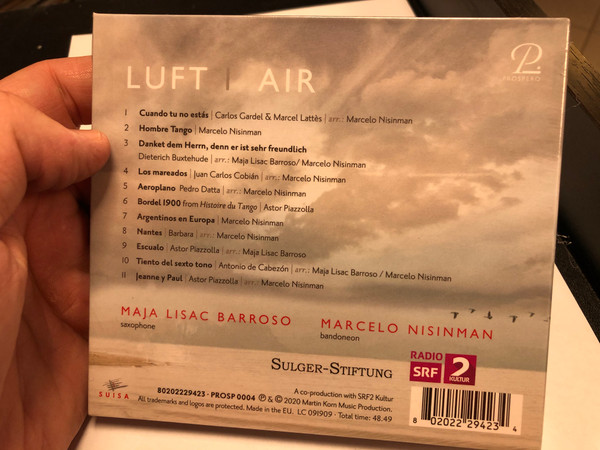 LUFT | AIR
P.
PROSPERO
1 Cuando tu no estás | Carlos Gardel & Marcel Lattès | arr.: Marcelo Nisinman
2 Hombre Tango | Marcelo Nisinman
3 Danket dem Herrn, denn er ist sehr freundlich
Dieterich Buxtehude | arr.: Maja Lisac Barroso/ Marcelo Nisinman
4 Los mareados | Juan Carlos Cobián | arr.: Marcelo Nisinman
5 Aeroplano Pedro Datta | arr.: Marcelo Nisinman
6 Bordel 1900 from Histoire du Tango | Astor Piazzolla
7 Argentinos en Europa | Marcelo Nisinman
8 Nantes | Barbara | arr.: Marcelo Nisinman
9 Escualo | Astor Piazzolla | arr.: Maja Lisac Barroso
10 Tiento del sexto tono | Antonio de Cabezón | arr.: Maja Lisac Barroso / Marcelo Nisinman
11 Jeanne y Paul | Astor Piazzolla | arr.: Marcelo Nisinman
MAJA LISAC BARROSO
saxophone
MARCELO NISINMAN
bandoneon
SULGER-STIFTUNG
RADIO
SRF 2
KULTUR
SUISA
80202229423 · PROSP 0004 Ⓟ & © 2020 Martin Korn Music Production.
A co-production with SRF2 Kultur
All trademarks and logos are protected. Made in the EU. LC 091909 · Total time: 48.49
8 02022 29423 4